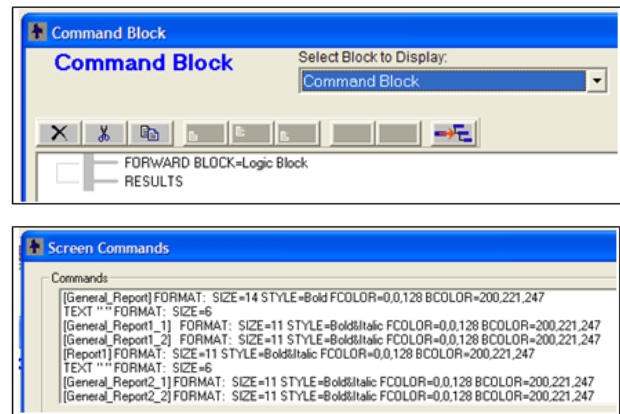 Command Block
Command Block
Select Block to Display:
Command Block
FORWARD BLOCK=Logic Block
RESULTS
Screen Commands
Commands
[General_Report] FORMAT: SIZE=14 STYLE=Bold FCOLOR=0,0,128 BCOLOR=200,221,247
TEXT " " FORMAT: SIZE=6
[General_Report1_1] FORMAT: SIZE=11 STYLE=Bold&Italic FCOLOR=0,0,128 BCOLOR=200,221,247
[General_Report1_2] FORMAT: SIZE=11 STYLE=Bold&Italic FCOLOR=0,0,128 BCOLOR=200,221,247
[Report1] FORMAT: SIZE=11 STYLE=Bold&Italic FCOLOR=0,0,128 BCOLOR=200,221,247
TEXT " " FORMAT: SIZE=6
[General_Report2_1] FORMAT: SIZE=11 STYLE=Bold&Italic FCOLOR=0,0,128 BCOLOR=200,221,247
[General_Report2_2] FORMAT: SIZE=11 STYLE=Bold&Italic FCOLOR=0,0,128 BCOLOR=200,221,247